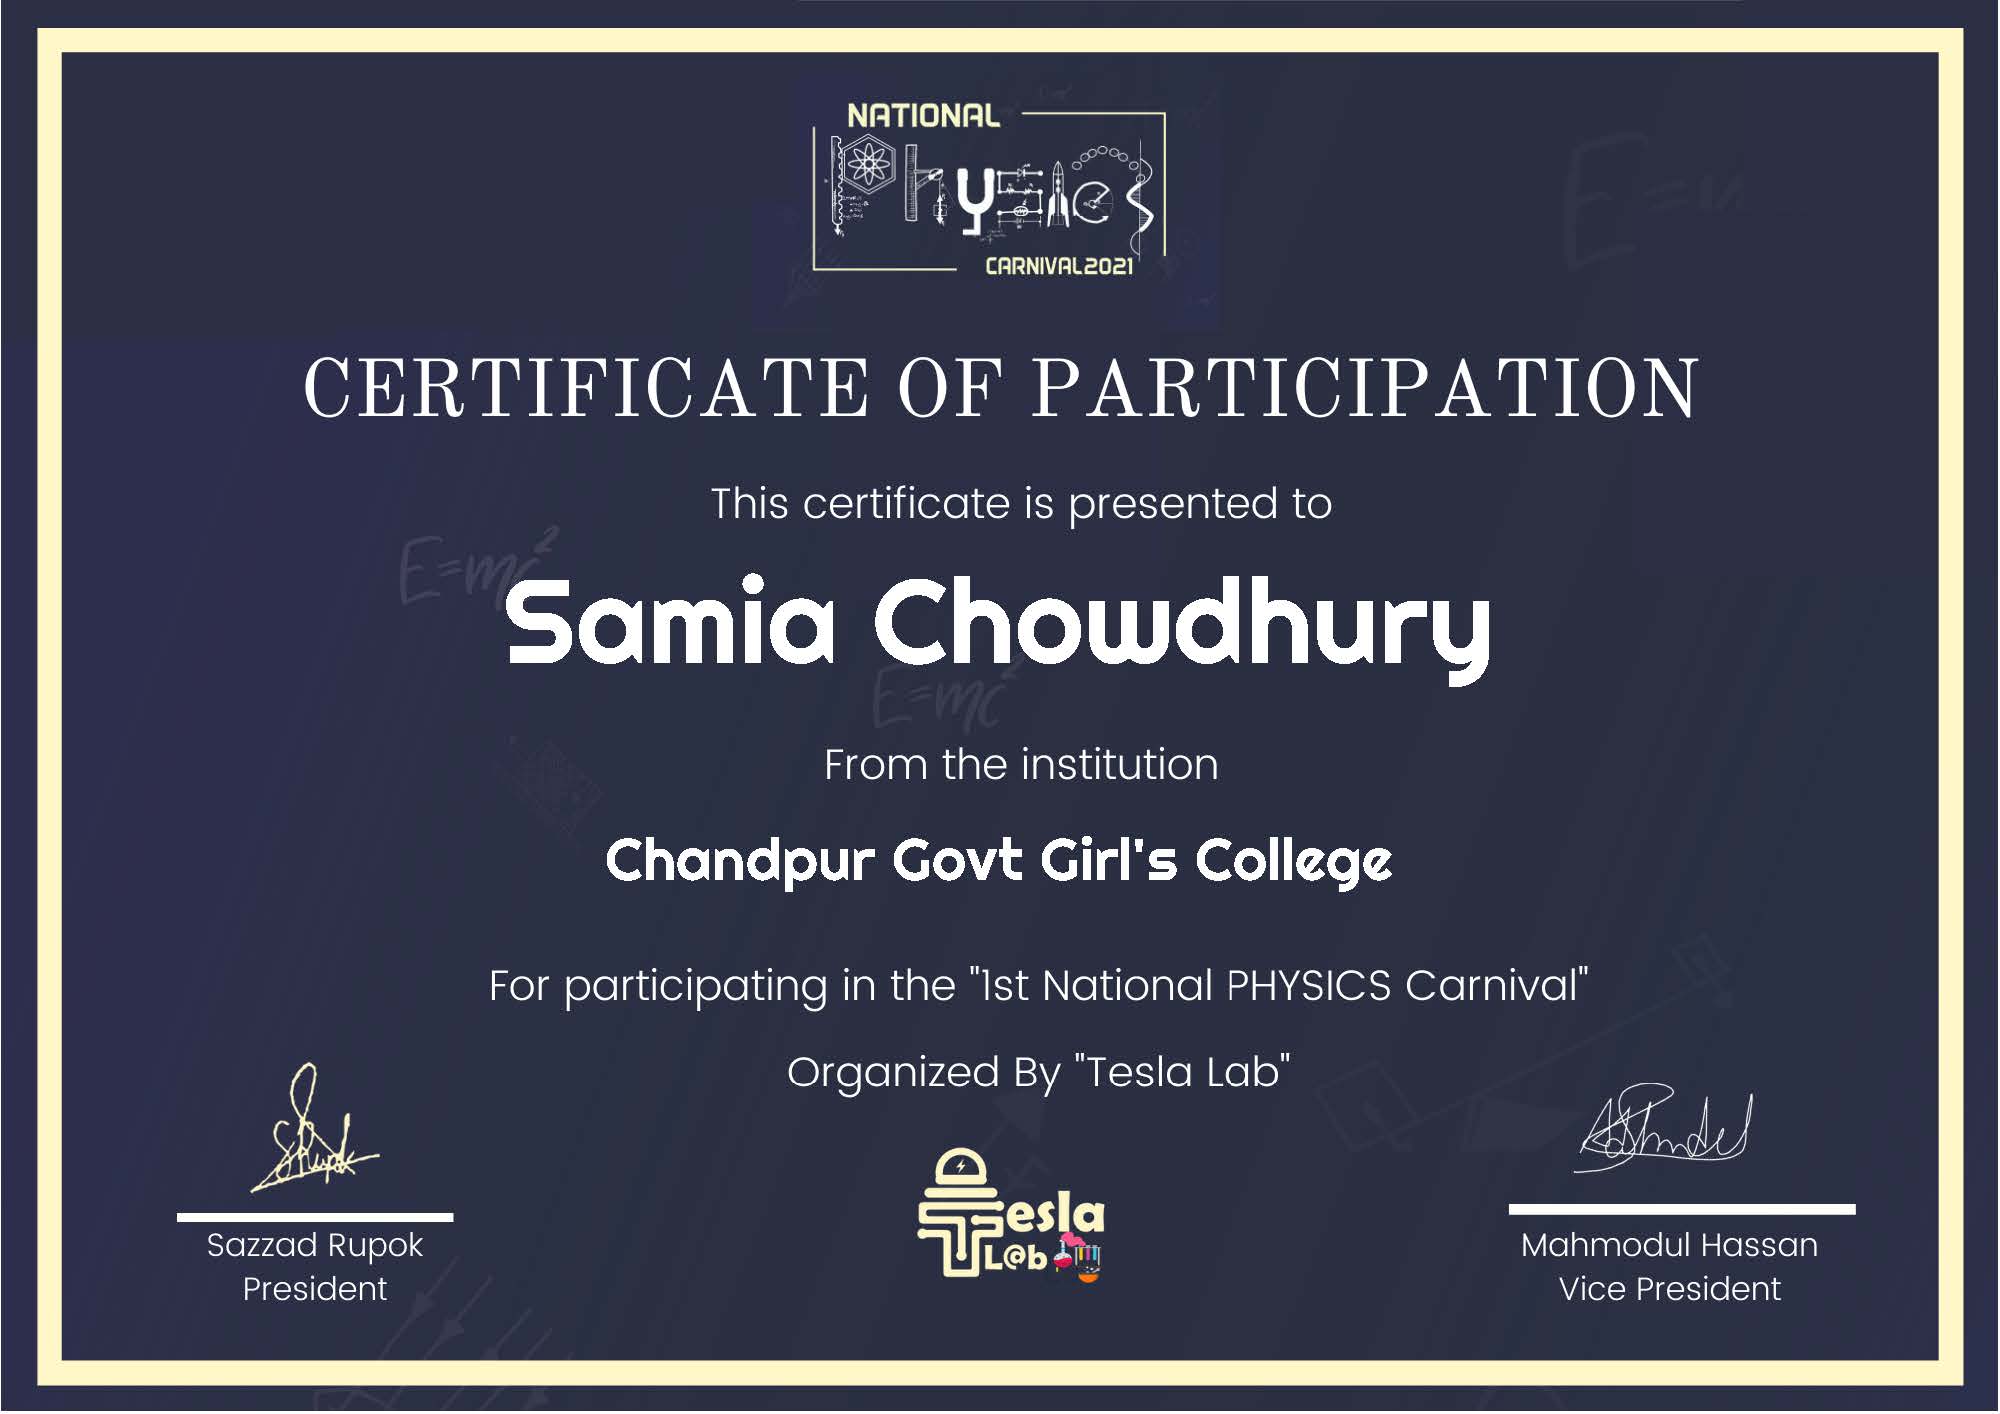 NATIONAL
Physics
CARNIVAL2021
CERTIFICATE OF PARTICIPATION
This certificate is presented to
E=mc²
Samia Chowdhury
E=mc²
From the institution
Chandpur Govt Girl's College
For participating in the "1st National PHYSICS Carnival"
Organized By "Tesla Lab"
Tesla
L@b
Sazzad Rupok
President
Mahmodul Hassan
Vice President